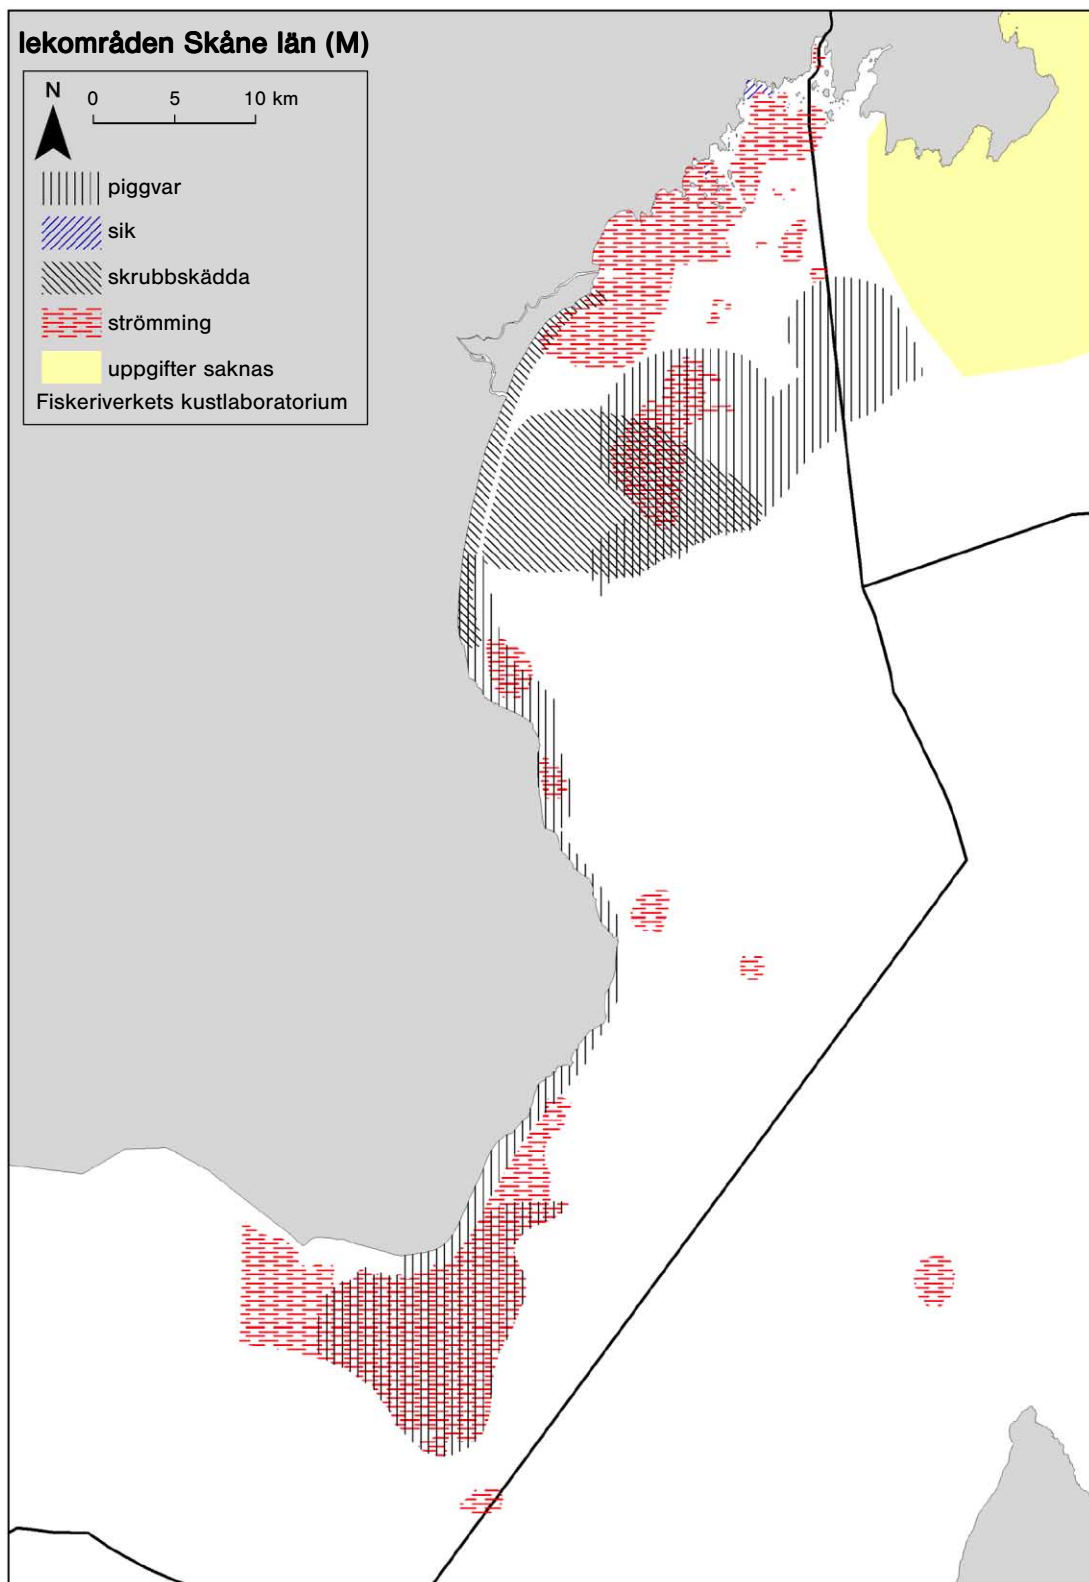 lekområden Skåne län (M)
N
0 5 10 km
piggvar
sik
skrubbskädda
strömming
uppgifter saknas
Fiskeriverkets kustlaboratorium